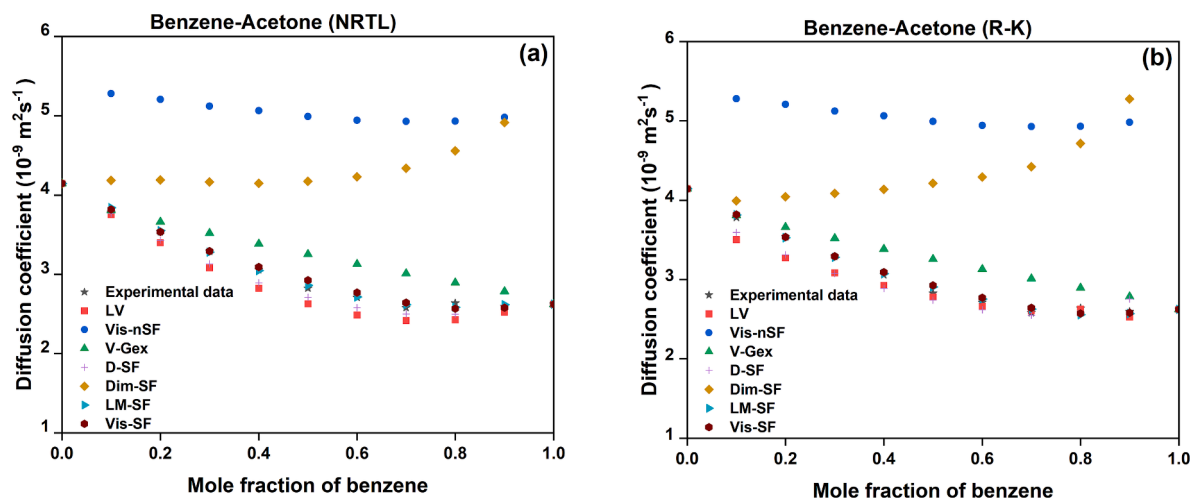 Benzene-Acetone (NRTL)
(a)
Diffusion coefficient (10⁻⁹ m²s⁻¹)
6
5
4
3
2
1
Experimental data
LV
Vis-nSF
V-Gex
D-SF
Dim-SF
LM-SF
Vis-SF
0.0 0.2 0.4 0.6 0.8 1.0
Mole fraction of benzene
Benzene-Acetone (R-K)
(b)
Diffusion coefficient (10⁻⁹ m²s⁻¹)
6
5
4
3
2
1
Experimental data
LV
Vis-nSF
V-Gex
D-SF
Dim-SF
LM-SF
Vis-SF
0.0 0.2 0.4 0.6 0.8 1.0
Mole fraction of benzene